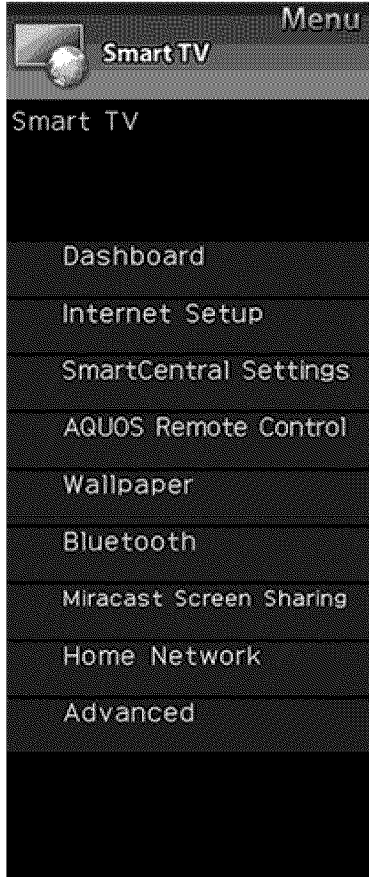 Menu
Smart TV
Smart TV
Dashboard
Internet Setup
SmartCentral Settings
AQUOS Remote Control
Wallpaper
Bluetooth
Miracast Screen Sharing
Home Network
Advanced